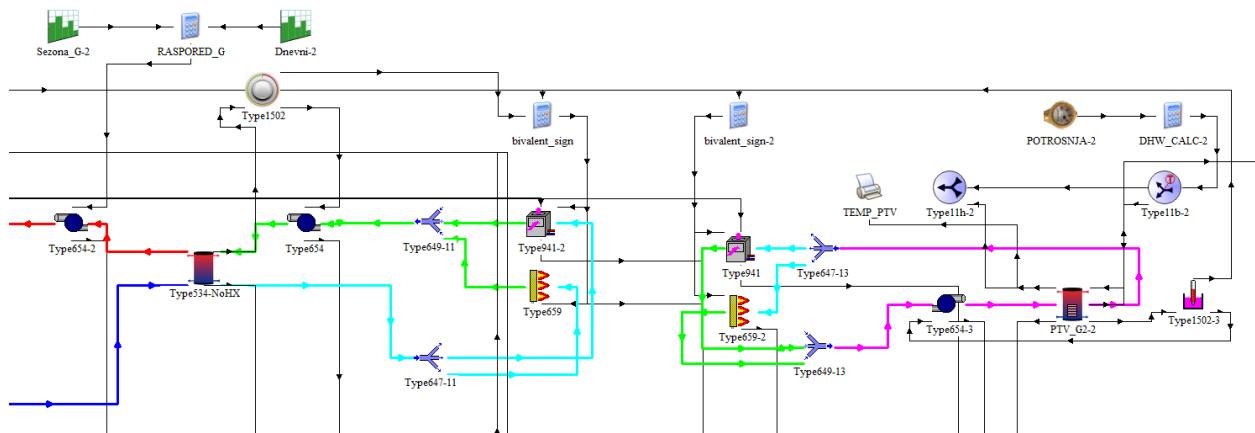 Sezona_G-2
RASPORED_G
Dnevni-2
Type1502
bivalent_sign
bivalent_sign-2
POTROSNJA-2
DHW_CALC-2
TEMP_PTV
Type11h-2
Type11b-2
Type654-2
Type654
Type649-11
Type941-2
Type941
Type647-13
Type534-NoHX
Type659
Type654-3
PTV_G2-2
Type1502-3
Type659-2
Type647-11
Type649-13